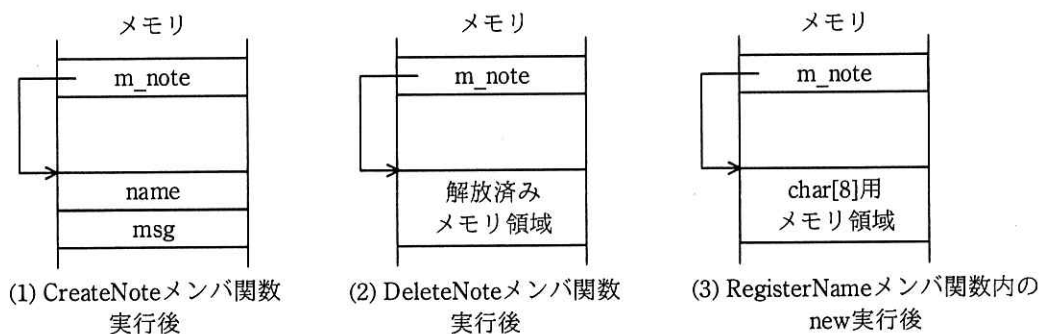 メモリ
m_note
name
msg
(1) CreateNoteメンバ関数
実行後
メモリ
m_note
解放済み
メモリ領域
(2) DeleteNoteメンバ関数
実行後
メモリ
m_note
char[8]用
メモリ領域
(3) RegisterNameメンバ関数内の
new実行後